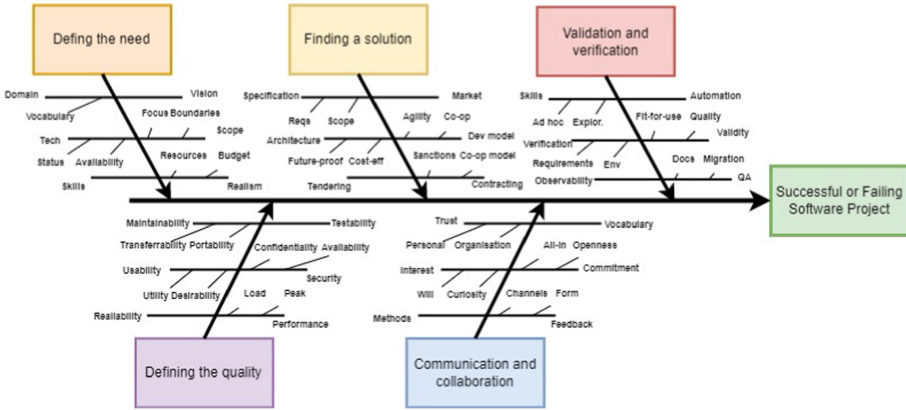 Defing the need
Finding a solution
Validation and
verification
Domain
Vision
Vocabulary
Focus Boundaries
Tech
Scope
Status
Availability
Resources
Budget
Skills
Realism
Specification
Market
Reqs
Scope
Agility
Co-op
Architecture
Dev model
Future-proof
Cost-eff
Sanctions
Co-op model
Tendering
Contracting
Skills
Automation
Ad hoc
Explor.
Fit-for-use
Quality
Verification
Validity
Requirements
Env
Docs
Migration
Observability
QA
Successful or Failing
Software Project
Maintainability
Testability
Transferrability
Portability
Confidentiality
Availability
Usability
Security
Utility
Desirability
Load
Peak
Realiability
Performance
Defining the quality
Trust
Vocabulary
Personal
Organisation
All-in
Openness
Interest
Commitment
Will
Curiosity
Channels
Form
Methods
Feedback
Communication and
collaboration